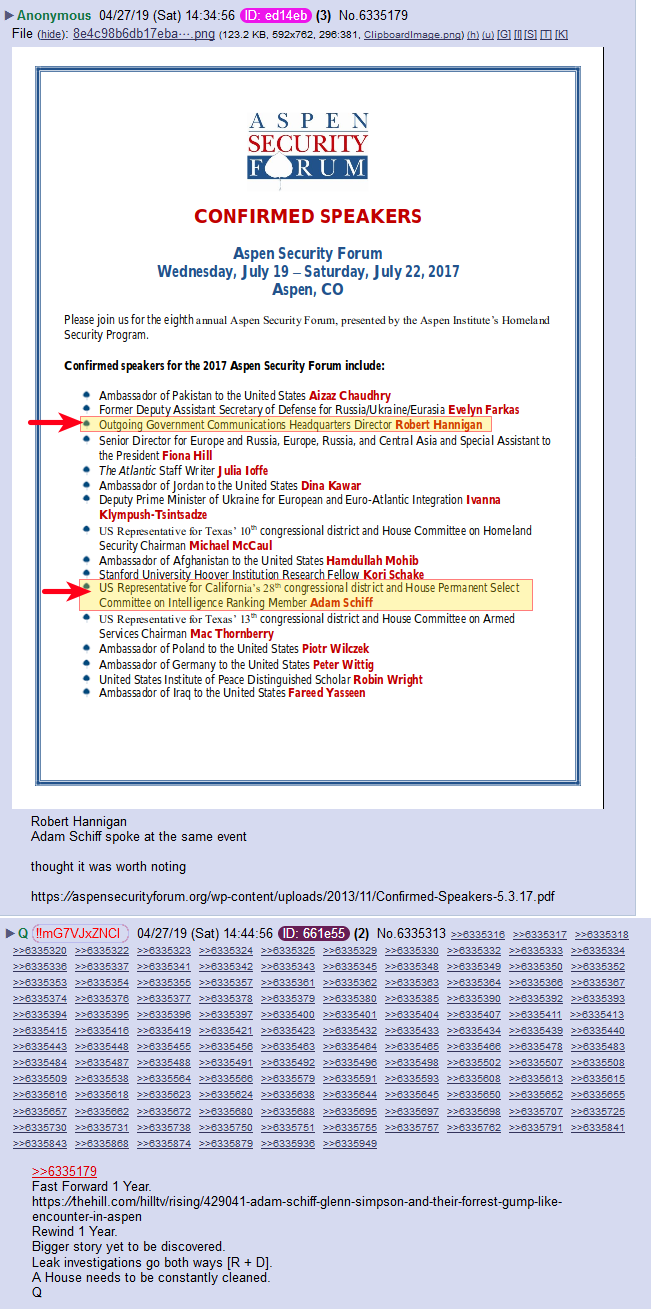 Anonymous 04/27/19 (Sat) 14:34:56 ID: ed14eb (3) No.6335179
File (hide): 8e4c98b6db17eba⋯.png (123.2 KB, 592x762, 296:381, ClipboardImage.png) (h) (u) [G] [I] [S] [T] [K]
ASPEN
SECURITY
FORUM
CONFIRMED SPEAKERS
Aspen Security Forum
Wednesday, July 19 – Saturday, July 22, 2017
Aspen, CO
Please join us for the eighth annual Aspen Security Forum, presented by the Aspen Institute's Homeland
Security Program.
Confirmed speakers for the 2017 Aspen Security Forum include:
Ambassador of Pakistan to the United States Aizaz Chaudhry
Former Deputy Assistant Secretary of Defense for Russia/Ukraine/Eurasia Evelyn Farkas
Outgoing Government Communications Headquarters Director Robert Hannigan
Senior Director for Europe and Russia, Europe, Russia, and Central Asia and Special Assistant to
the President Fiona Hill
The Atlantic Staff Writer Julia Ioffe
Ambassador of Jordan to the United States Dina Kawar
Deputy Prime Minister of Ukraine for European and Euro-Atlantic Integration Ivanna
Klympush-Tsintsadze
US Representative for Texas' 10th congressional district and House Committee on Homeland
Security Chairman Michael McCaul
Ambassador of Afghanistan to the United States Hamdullah Mohib
Stanford University Hoover Institution Research Fellow Kori Schake
US Representative for California's 28th congressional district and House Permanent Select
Committee on Intelligence Ranking Member Adam Schiff
US Representative for Texas' 13th congressional district and House Committee on Armed
Services Chairman Mac Thornberry
Ambassador of Poland to the United States Piotr Wilczek
Ambassador of Germany to the United States Peter Wittig
United States Institute of Peace Distinguished Scholar Robin Wright
Ambassador of Iraq to the United States Fareed Yasseen
Robert Hannigan
Adam Schiff spoke at the same event
thought it was worth noting
https://aspensecurityforum.org/wp-content/uploads/2013/11/Confirmed-Speakers-5.3.17.pdf
Q !!mG7VJxZNCI 04/27/19 (Sat) 14:44:56 ID: 661e55 (2) No.6335313 >>6335316 >>6335317 >>6335318
>>6335320 >>6335322 >>6335323 >>6335324 >>6335325 >>6335329 >>6335330 >>6335332 >>6335333 >>6335334
>>6335336 >>6335337 >>6335341 >>6335342 >>6335343 >>6335345 >>6335348 >>6335349 >>6335350 >>6335352
>>6335353 >>6335354 >>6335355 >>6335357 >>6335361 >>6335362 >>6335363 >>6335364 >>6335366 >>6335367
>>6335374 >>6335376 >>6335377 >>6335378 >>6335379 >>6335380 >>6335385 >>6335390 >>6335392 >>6335393
>>6335394 >>6335395 >>6335396 >>6335397 >>6335400 >>6335401 >>6335404 >>6335407 >>6335411 >>6335413
>>6335415 >>6335416 >>6335419 >>6335421 >>6335423 >>6335432 >>6335433 >>6335434 >>6335439 >>6335440
>>6335443 >>6335448 >>6335455 >>6335456 >>6335463 >>6335464 >>6335465 >>6335466 >>6335478 >>6335483
>>6335484 >>6335487 >>6335488 >>6335491 >>6335492 >>6335496 >>6335498 >>6335502 >>6335507 >>6335508
>>6335509 >>6335538 >>6335564 >>6335566 >>6335579 >>6335591 >>6335593 >>6335608 >>6335613 >>6335615
>>6335616 >>6335618 >>6335623 >>6335624 >>6335638 >>6335644 >>6335645 >>6335650 >>6335652 >>6335655
>>6335657 >>6335662 >>6335672 >>6335680 >>6335688 >>6335695 >>6335697 >>6335698 >>6335707 >>6335725
>>6335730 >>6335731 >>6335738 >>6335750 >>6335751 >>6335755 >>6335757 >>6335762 >>6335791 >>6335841
>>6335843 >>6335868 >>6335874 >>6335879 >>6335936 >>6335949
>>6335179
Fast Forward 1 Year.
https://thehill.com/hilltv/rising/429041-adam-schiff-glenn-simpson-and-their-forrest-gump-like-
encounter-in-aspen
Rewind 1 Year.
Bigger story yet to be discovered.
Leak investigations go both ways [R + D].
A House needs to be constantly cleaned.
Q